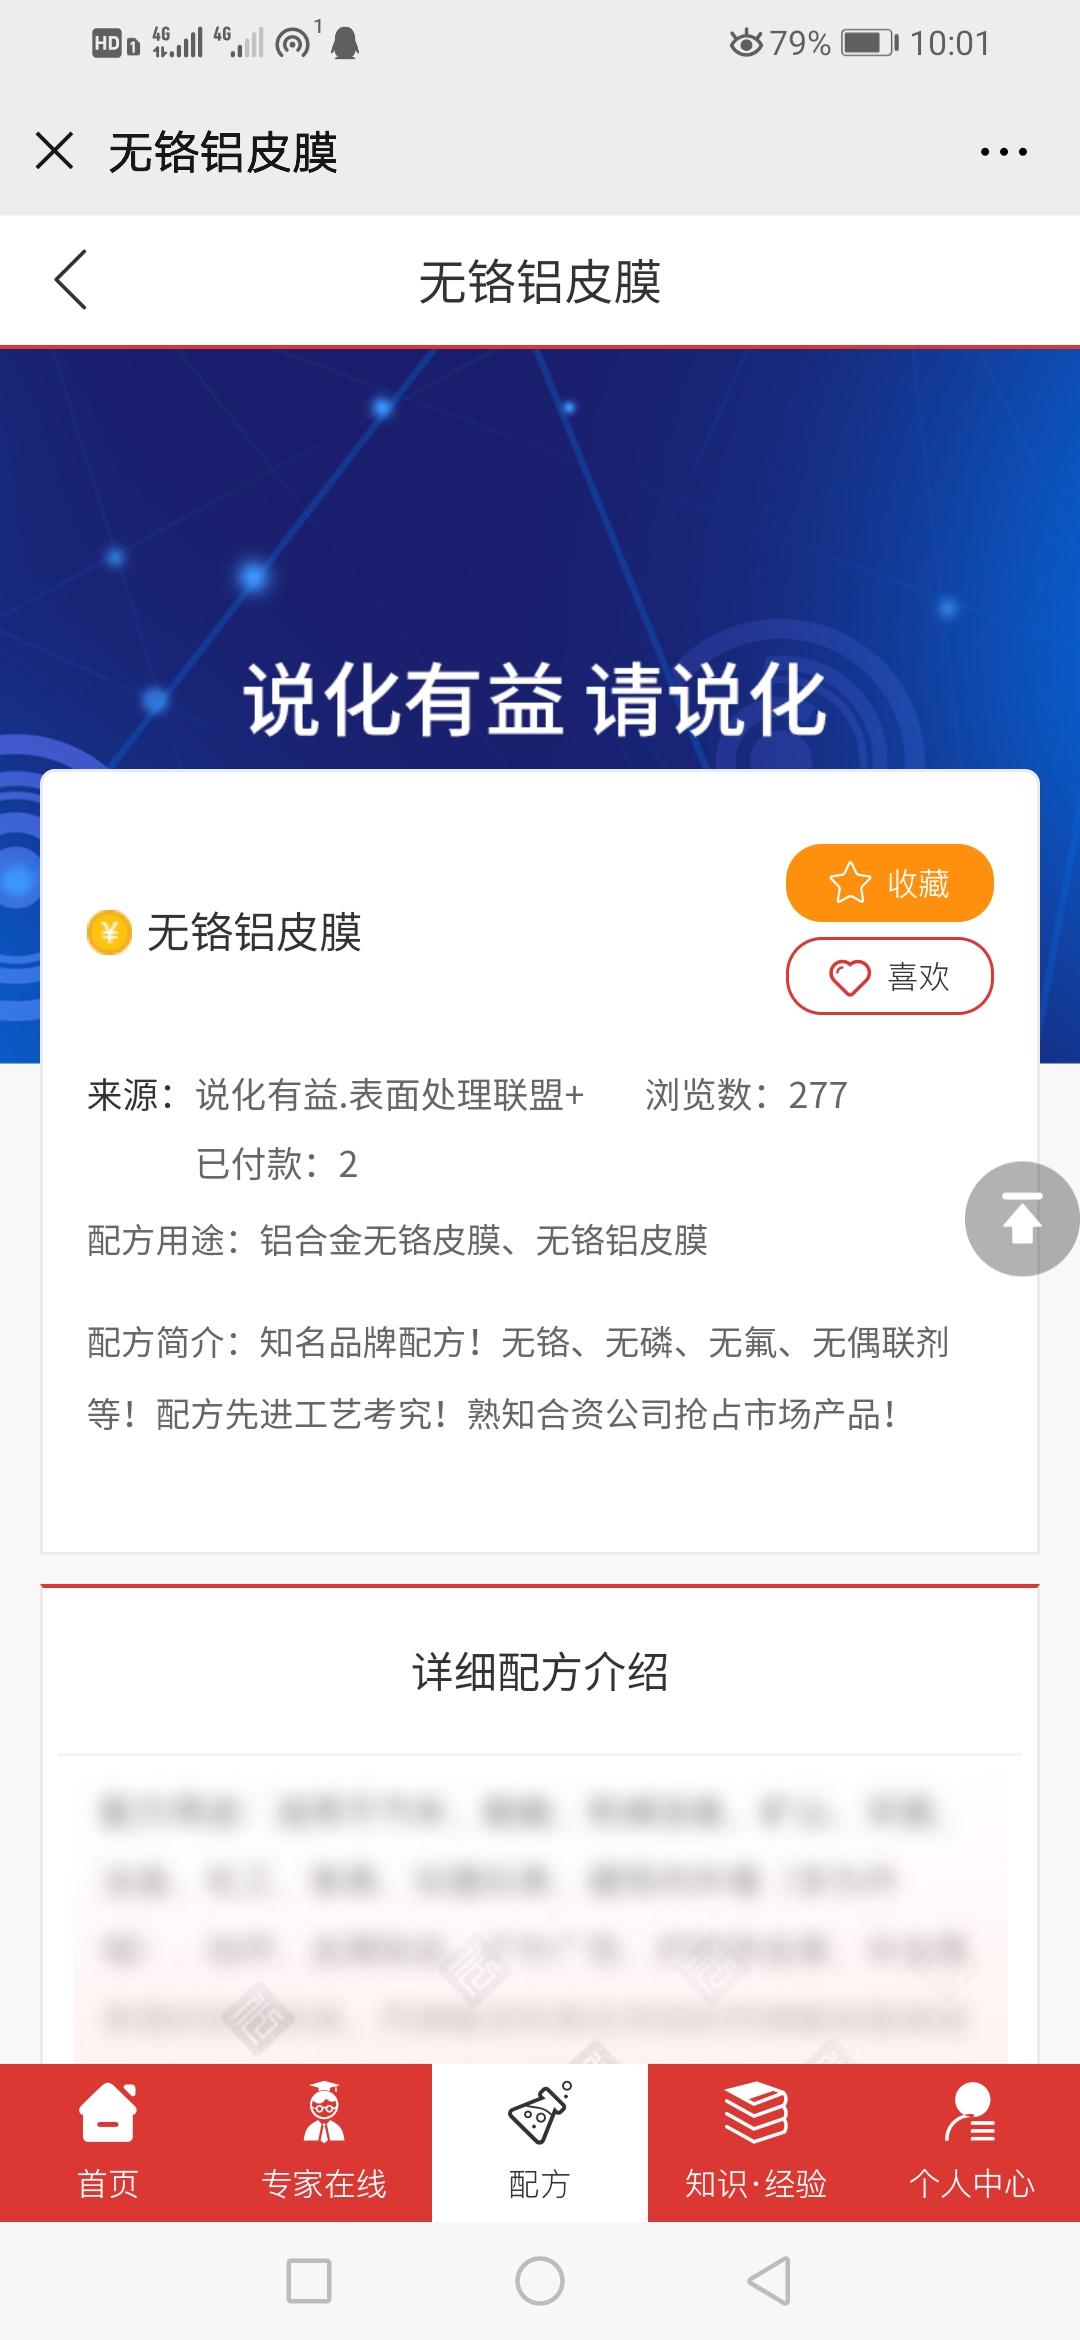 HD 1 4G 4G 1 79% 10:01
无铬铝皮膜
无铬铝皮膜
说化有益 请说化
收藏
¥ 无铬铝皮膜
喜欢
来源：说化有益.表面处理联盟+ 浏览数：277
已付款：2
配方用途：铝合金无铬皮膜、无铬铝皮膜
配方简介：知名品牌配方！无铬、无磷、无氟、无偶联剂
等！配方先进工艺考究！熟知合资公司抢占市场产品！
详细配方介绍
首页 专家在线 配方 知识·经验 个人中心